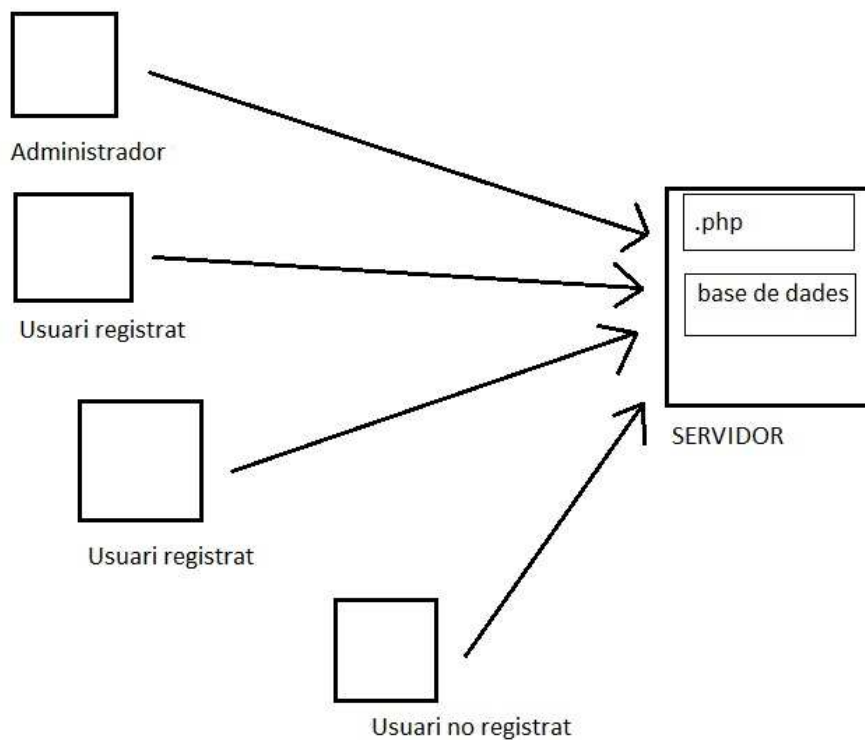 Administrador
.php
base de dades
Usuari registrat
SERVIDOR
Usuari registrat
Usuari no registrat